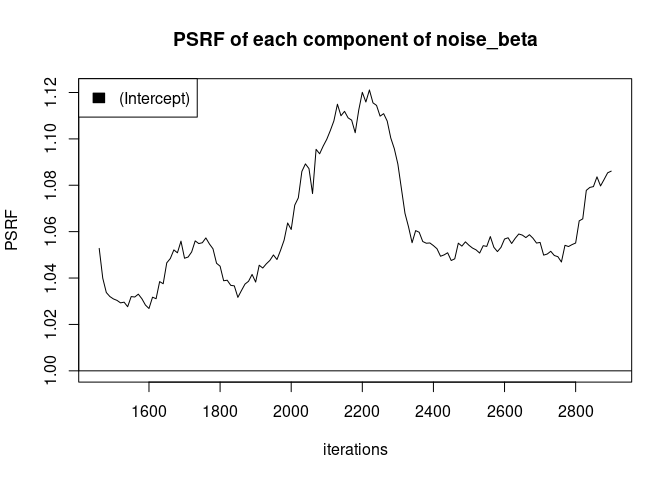 PSRF of each component of noise_beta
(Intercept)
PSRF
1.12
1.10
1.08
1.06
1.04
1.02
1.00
1600 1800 2000 2200 2400 2600 2800
iterations